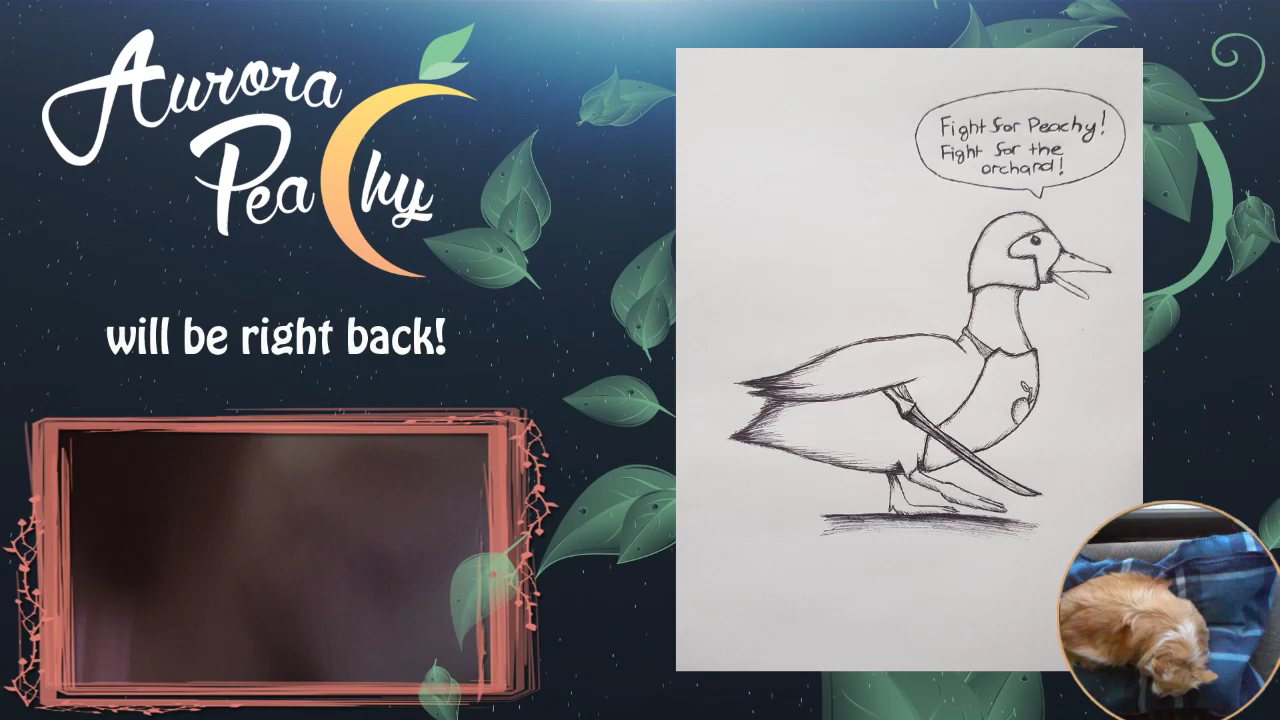 Aurora
Peachy
will be right back!
Fight for Peachy!
Fight for the
orchard!